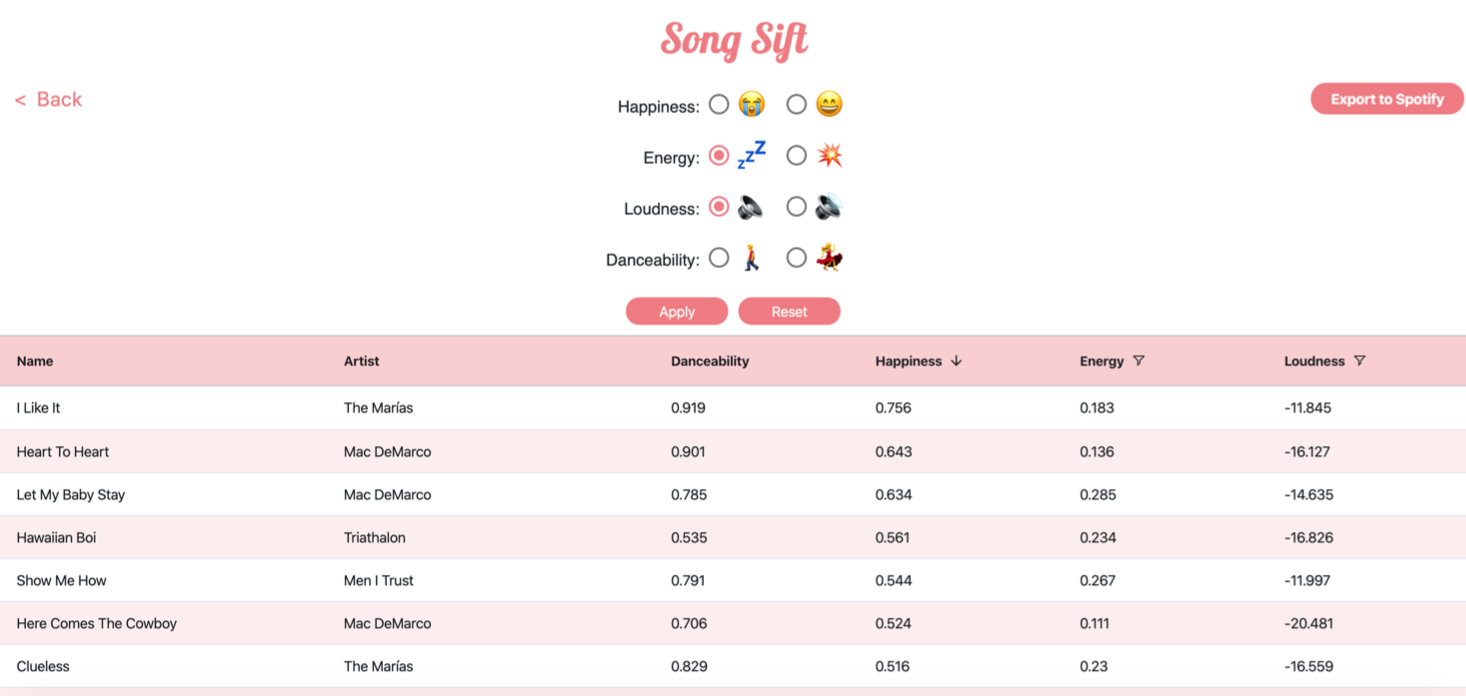 Song Sift
< Back
Export to Spotify
Happiness:
Energy:
Loudness:
Danceability:
Apply Reset
Name Artist Danceability Happiness Energy Loudness
I Like It The Marías 0.919 0.756 0.183 -11.845
Heart To Heart Mac DeMarco 0.901 0.643 0.136 -16.127
Let My Baby Stay Mac DeMarco 0.785 0.634 0.285 -14.635
Hawaiian Boi Triathalon 0.535 0.561 0.234 -16.826
Show Me How Men I Trust 0.791 0.544 0.267 -11.997
Here Comes The Cowboy Mac DeMarco 0.706 0.524 0.111 -20.481
Clueless The Marías 0.829 0.516 0.23 -16.559